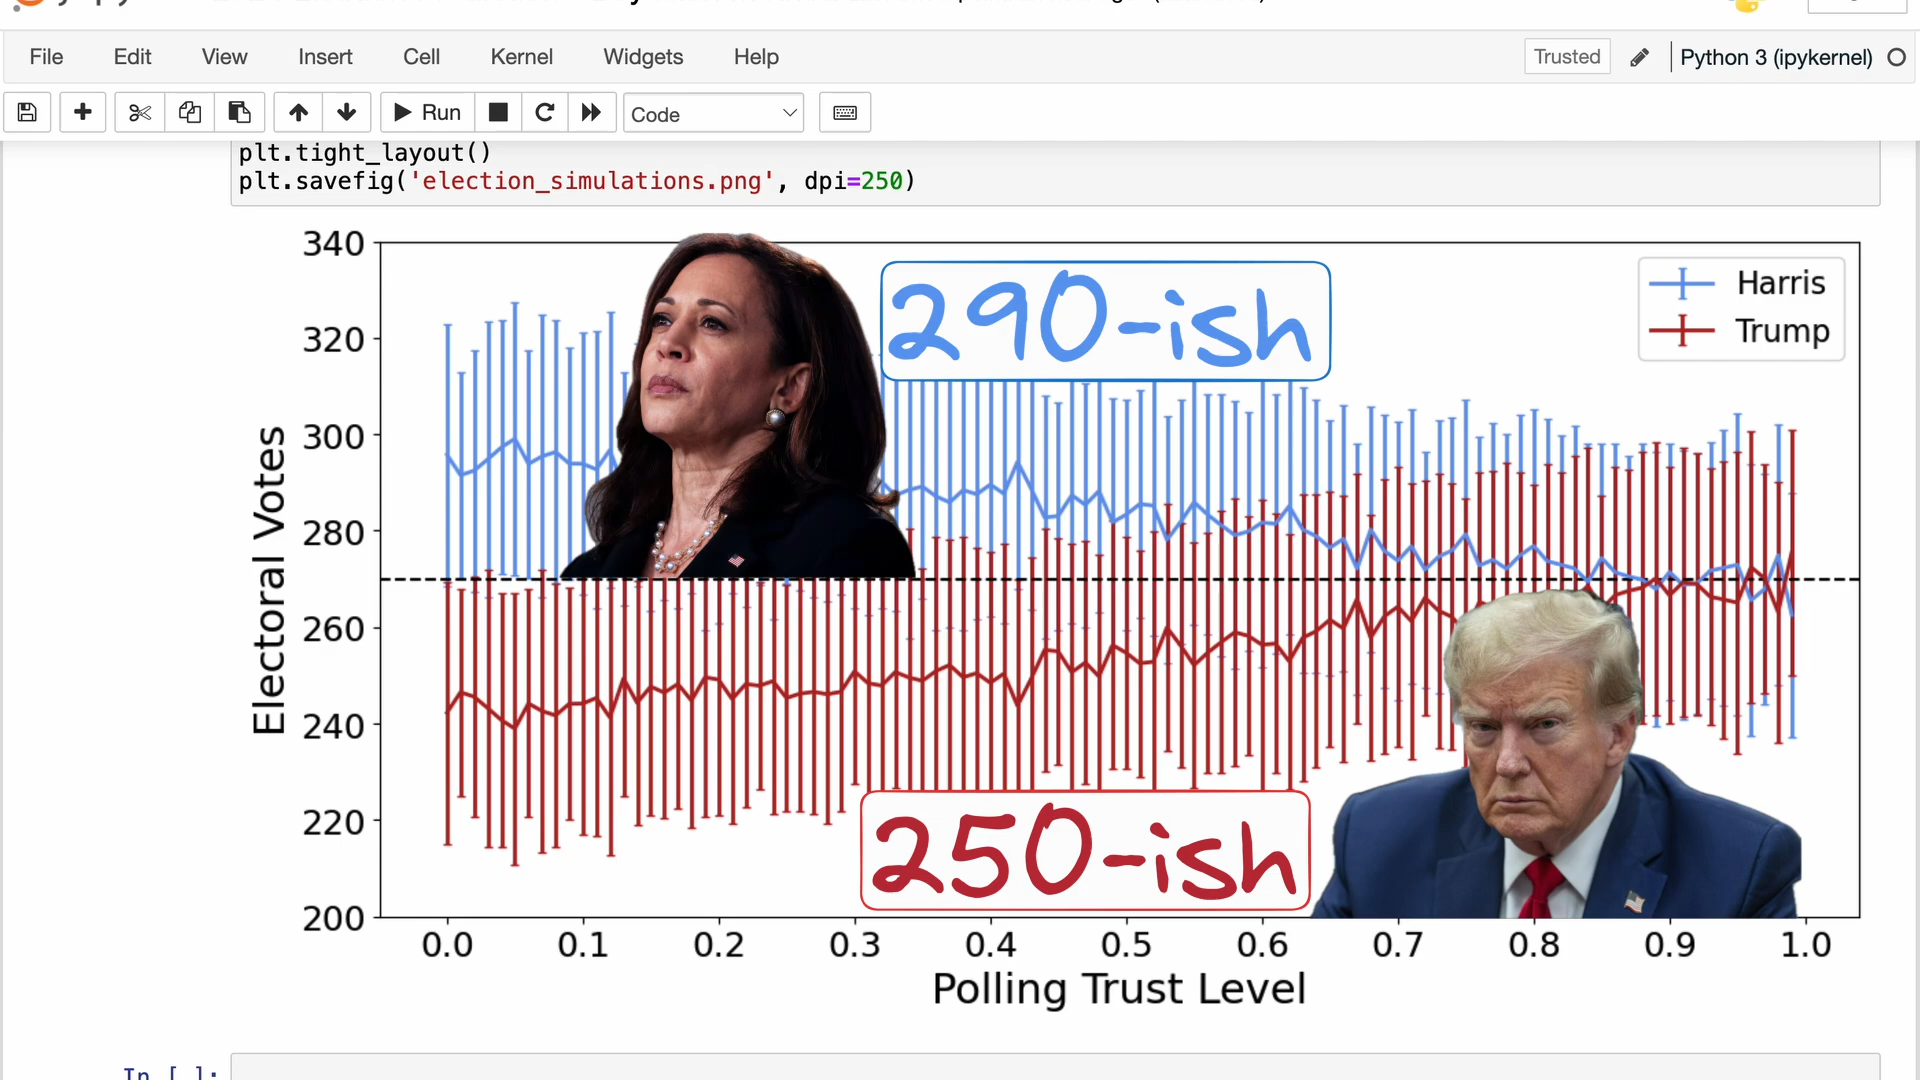 File Edit View Insert Cell Kernel Widgets Help Trusted Python 3 (ipykernel)
Run Code
plt.tight_layout()
plt.savefig('election_simulations.png', dpi=250)
340
320
300
280
260
240
220
200
Electoral Votes
290-ish
Harris
Trump
250-ish
0.0 0.1 0.2 0.3 0.4 0.5 0.6 0.7 0.8 0.9 1.0
Polling Trust Level
In [ ]: